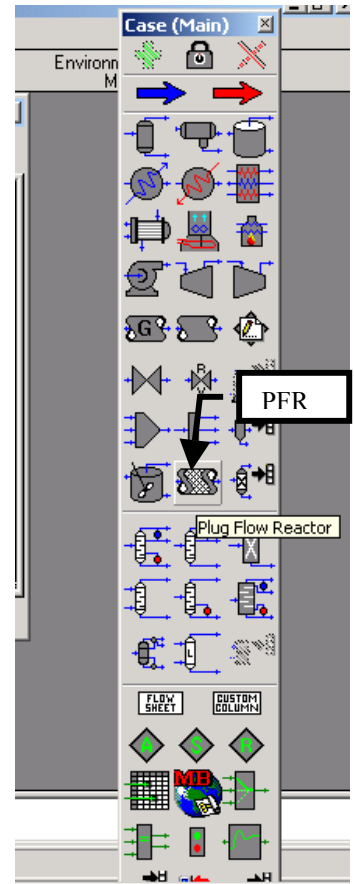 Case (Main)
Environn
M
G
R
V
PFR
Plug Flow Reactor
L
FLOW
SHEET
CUSTOM
COLUMN
A
S
R
MB